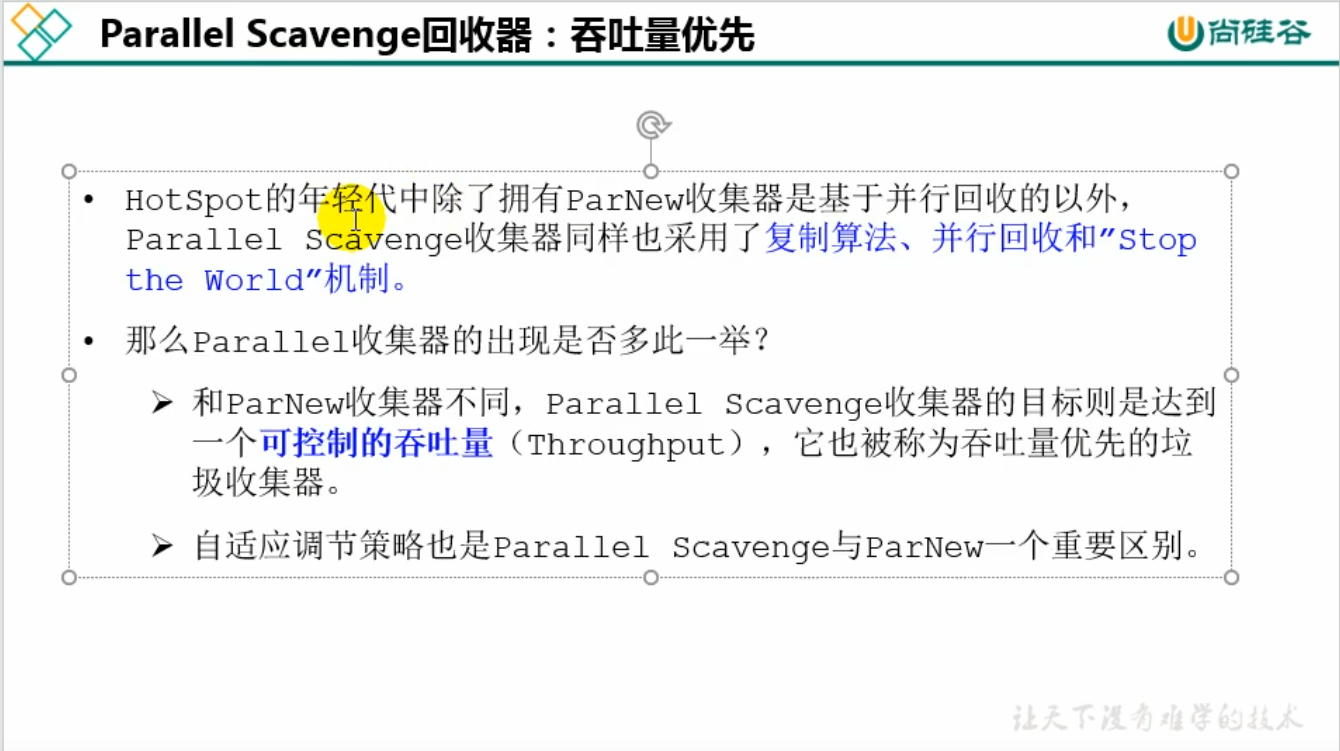 Parallel Scavenge回收器：吞吐量优先
尚硅谷
• HotSpot的年轻代中除了拥有ParNew收集器是基于并行回收的以外，
Parallel Scavenge收集器同样也采用了复制算法、并行回收和"Stop
the World"机制。
• 那么Parallel收集器的出现是否多此一举？
➢ 和ParNew收集器不同，Parallel Scavenge收集器的目标则是达到
一个可控制的吞吐量（Throughput），它也被称为吞吐量优先的垃
圾收集器。
➢ 自适应调节策略也是Parallel Scavenge与ParNew一个重要区别。
让天下没有难学的技术